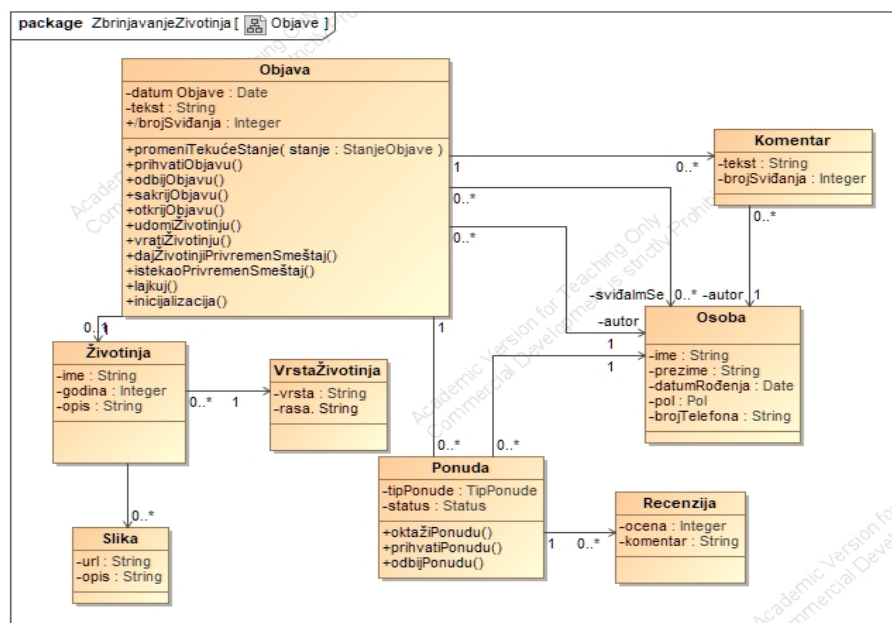 package ZbrinjavanjeŽivotinja [ Objave ]
Objava
-datum Objave : Date
-tekst : String
+/brojSviđanja : Integer
+promeniTekućeStanje( stanje : StanjeObjave )
+prihvatiObjavu()
+odbijObjavu()
+sakrijObjavu()
+otkrijObjavu()
+udomiŽivotinju()
+vratiŽivotinju()
+dajŽivotinjiPrivremenSmeštaj()
+istekaoPrivremenSmeštaj()
+lajkuj()
+inicijalizacija()
1
0..*
Komentar
-tekst : String
-brojSviđanja : Integer
0..*
0..*
0..*
-sviđaImSe
0..*
-autor
1
-autor
1
1
Osoba
-ime : String
-prezime : String
-datumRođenja : Date
-pol : Pol
-brojTelefona : String
0..1
1
Životinja
-ime : String
-godina : Integer
-opis : String
0..*
1
VrstaŽivotinja
-vrsta : String
-rasa. String
1
0..*
0..*
Ponuda
-tipPonude : TipPonude
-status : Status
+oktažiPonudu()
+prihvatiPonudu()
+odbijPonudu()
1
0..*
Recenzija
-ocena : Integer
-komentar : String
0..*
Slika
-url : String
-opis : String
Academic Version for Teaching Only
Commercial Development is strictly Prohibited